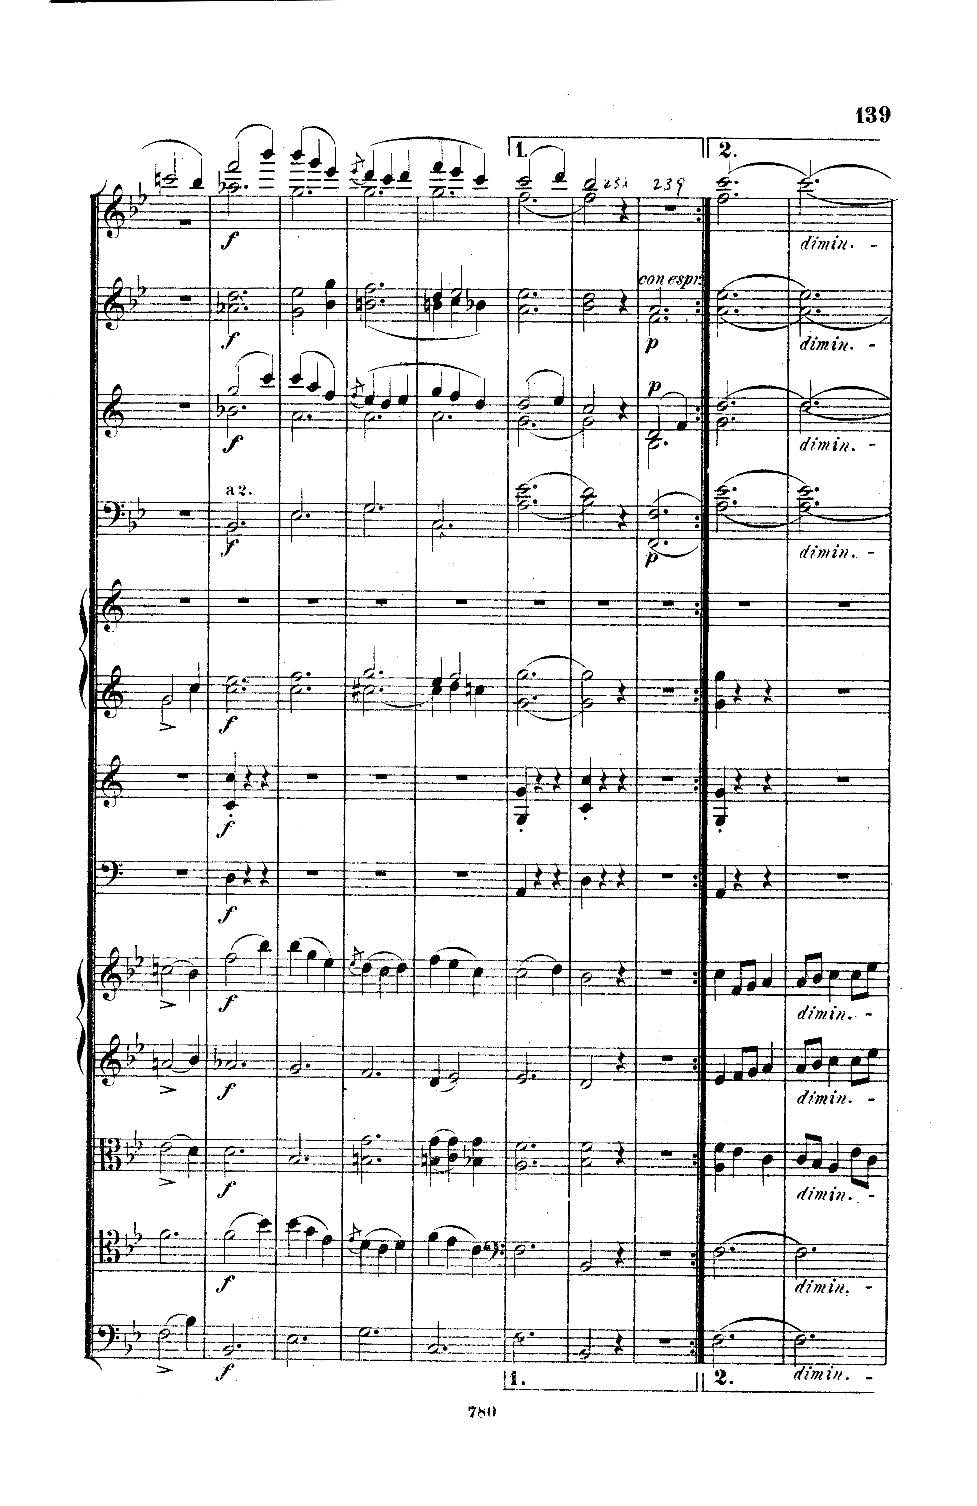 139
1. 2.
238 239
f dimin. -
con espr.
f p dimin. -
p
f dimin. -
a 2.
f p dimin. -
f
f
f
f dimin. -
f dimin. -
f dimin. -
f dimin. -
f dimin. -
1. 2.
780